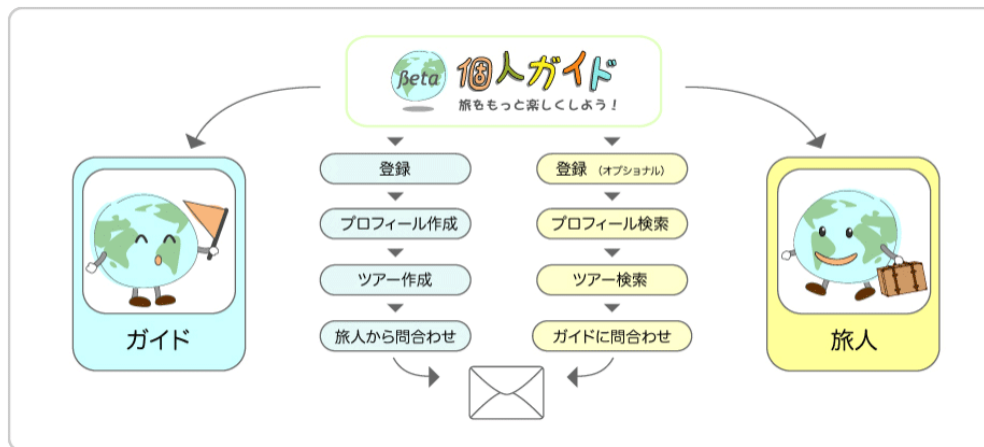 βeta 個人ガイド
旅をもっと楽しくしよう!
登録
プロフィール作成
ツアー作成
旅人から問合わせ
登録 (オプショナル)
プロフィール検索
ツアー検索
ガイドに問合わせ
ガイド
旅人